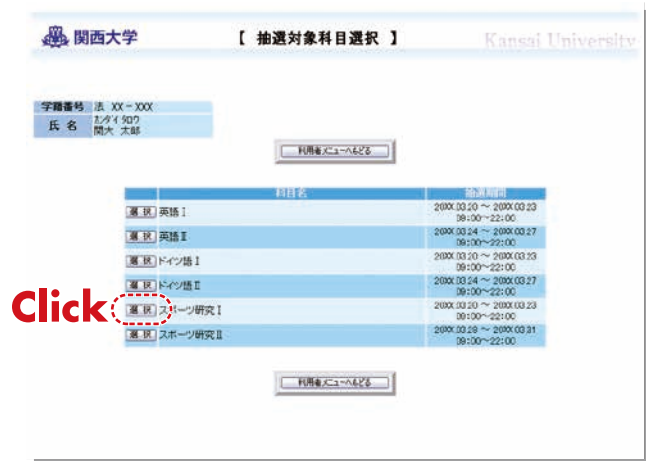 関西大学
【 抽選対象科目選択 】
Kansai University
学籍番号 法 XX-XXX
カンダイ タロウ
氏 名 関大 太郎
利用者メニューへもどる
科目名 抽選期間
選択 英語Ⅰ 20XX.03.20 ～ 20XX.03.23
09:00～22:00
選択 英語Ⅱ 20XX.03.24 ～ 20XX.03.27
09:00～22:00
選択 ドイツ語Ⅰ 20XX.03.20 ～ 20XX.03.23
09:00～22:00
選択 ドイツ語Ⅱ 20XX.03.24 ～ 20XX.03.27
09:00～22:00
Click 選択 スポーツ研究Ⅰ 20XX.03.20 ～ 20XX.03.23
09:00～22:00
選択 スポーツ研究Ⅱ 20XX.03.28 ～ 20XX.03.31
09:00～22:00
利用者メニューへもどる